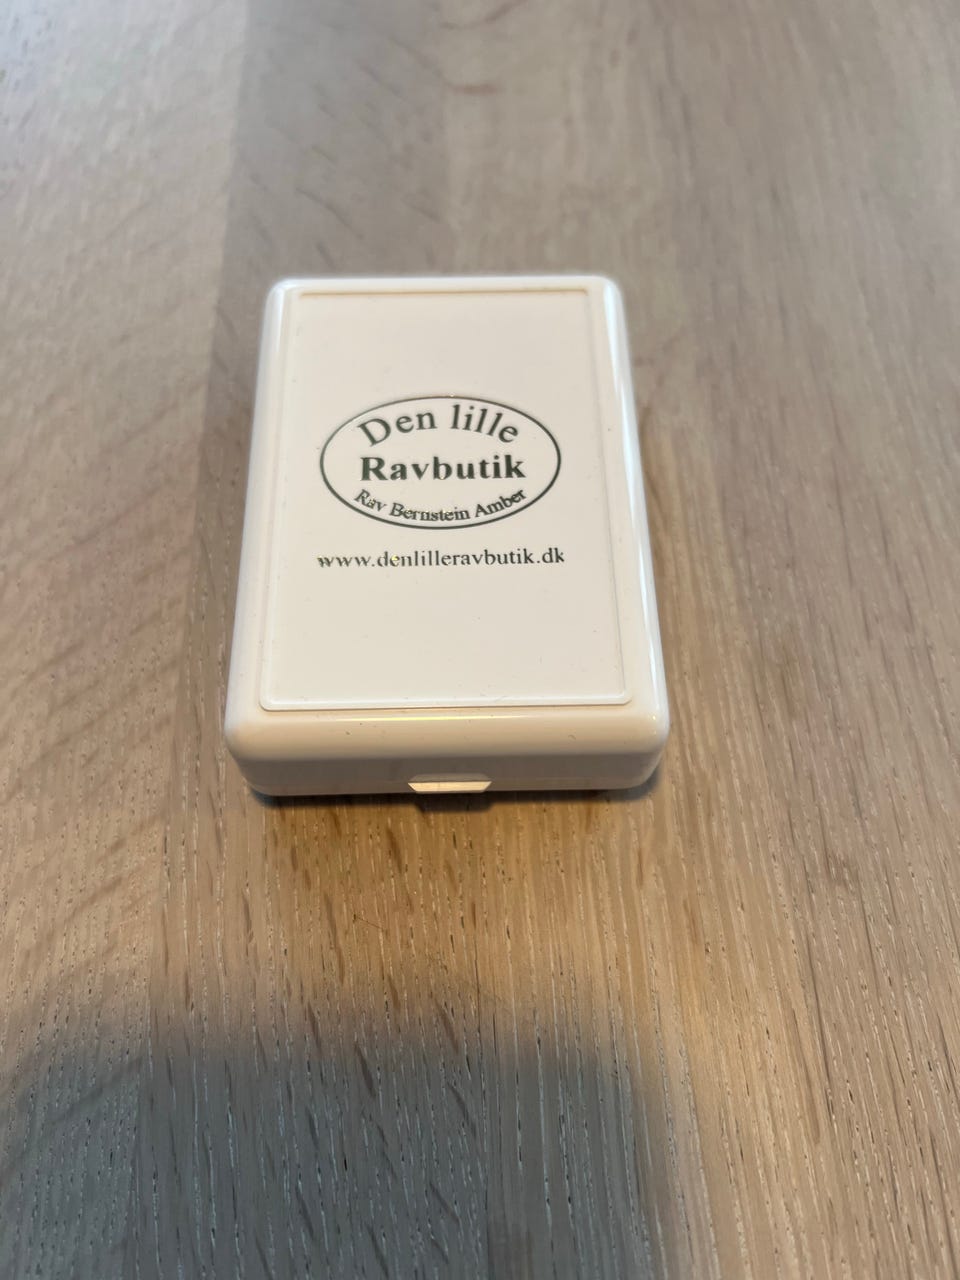 Den lille
Ravbutik
Rav Bernstein Amber
www.denlilleravbutik.dk